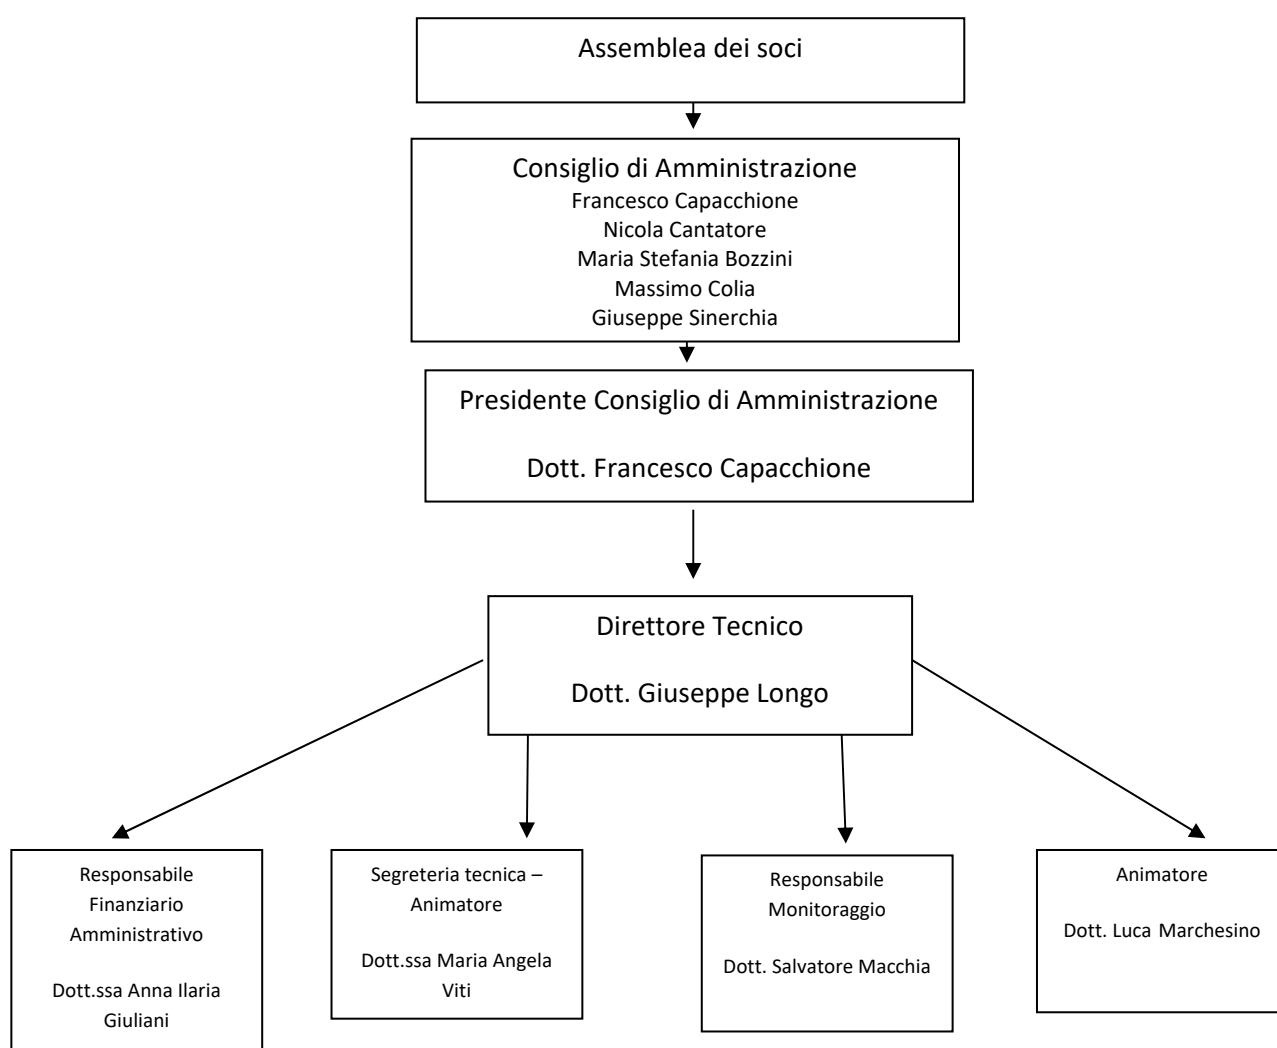 Assemblea dei soci
Consiglio di Amministrazione
Francesco Capacchione
Nicola Cantatore
Maria Stefania Bozzini
Massimo Colia
Giuseppe Sinerchia
Presidente Consiglio di Amministrazione
Dott. Francesco Capacchione
Direttore Tecnico
Dott. Giuseppe Longo
Responsabile
Finanziario
Amministrativo
Dott.ssa Anna Ilaria
Giuliani
Segreteria tecnica –
Animatore
Dott.ssa Maria Angela
Viti
Responsabile
Monitoraggio
Dott. Salvatore Macchia
Animatore
Dott. Luca Marchesino